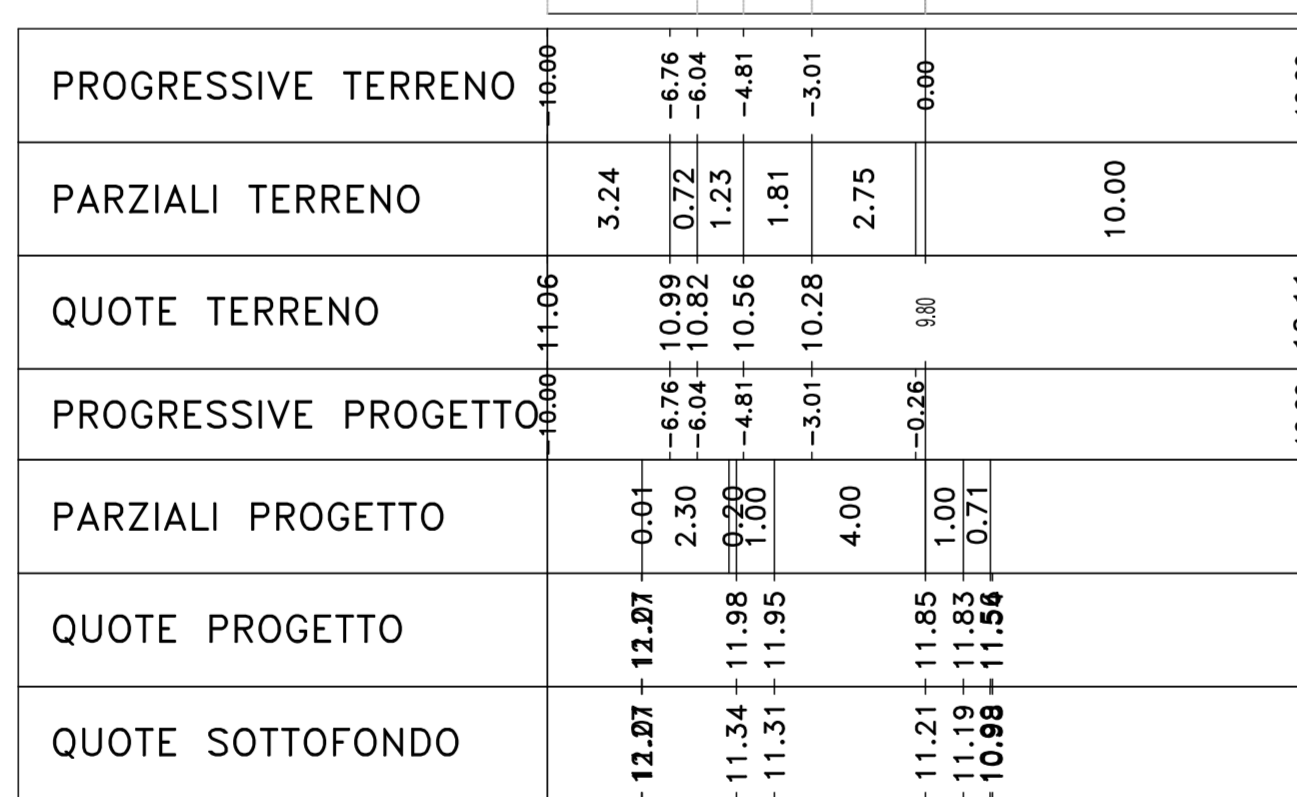 PROGRESSIVE TERRENO -10.00 -6.76 -6.04 -4.81 -3.01 0.00
PARZIALI TERRENO 3.24 0.72 1.23 1.81 2.75 10.00
QUOTE TERRENO 11.06 10.99 10.82 10.56 10.28 9.80
PROGRESSIVE PROGETTO -10.00 -6.76 -6.04 -4.81 -3.01 -0.26
PARZIALI PROGETTO 0.01 2.30 0.20 1.00 4.00 1.00 0.71
QUOTE PROGETTO 11.98 11.95 11.85 11.83
QUOTE SOTTOFONDO 11.34 11.31 11.21 11.19 10.98